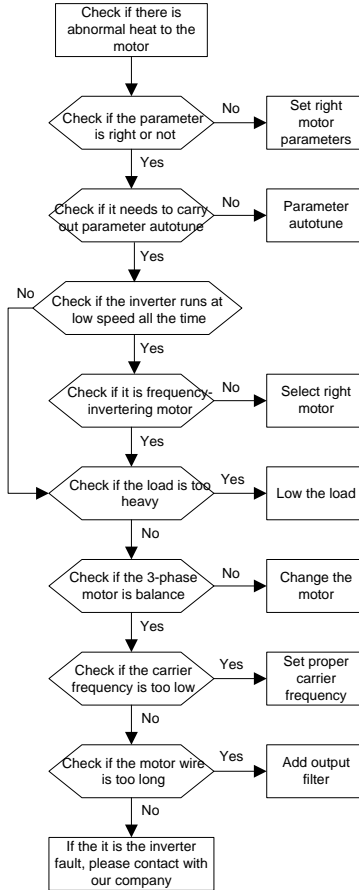 Check if there is
abnormal heat to the
motor
Check if the parameter
is right or not
No
Set right
motor
parameters
Yes
Check if it needs to carry
out parameter autotune
No
Parameter
autotune
Yes
No
Check if the inverter runs at
low speed all the time
Yes
Check if it is frequency-
invertering motor
No
Select right
motor
Yes
Check if the load is too
heavy
Yes
Low the load
No
Check if the 3-phase
motor is balance
No
Change the
motor
Yes
Check if the carrier
frequency is too low
Yes
Set proper
carrier
frequency
No
Check if the motor wire
is too long
Yes
Add output
filter
No
If the it is the inverter
fault, please contact with
our company